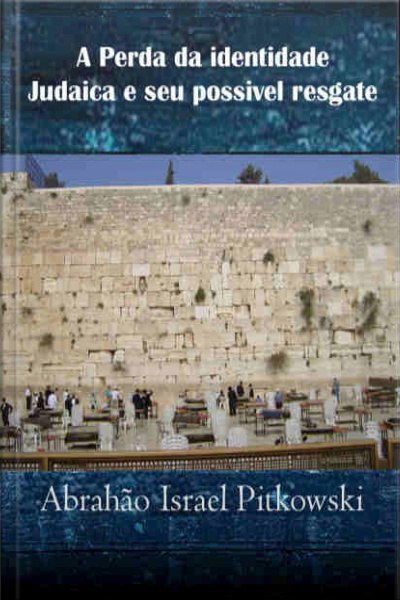 A Perda da identidade
Judaica e seu possivel resgate
Abrahão Israel Pitkowski